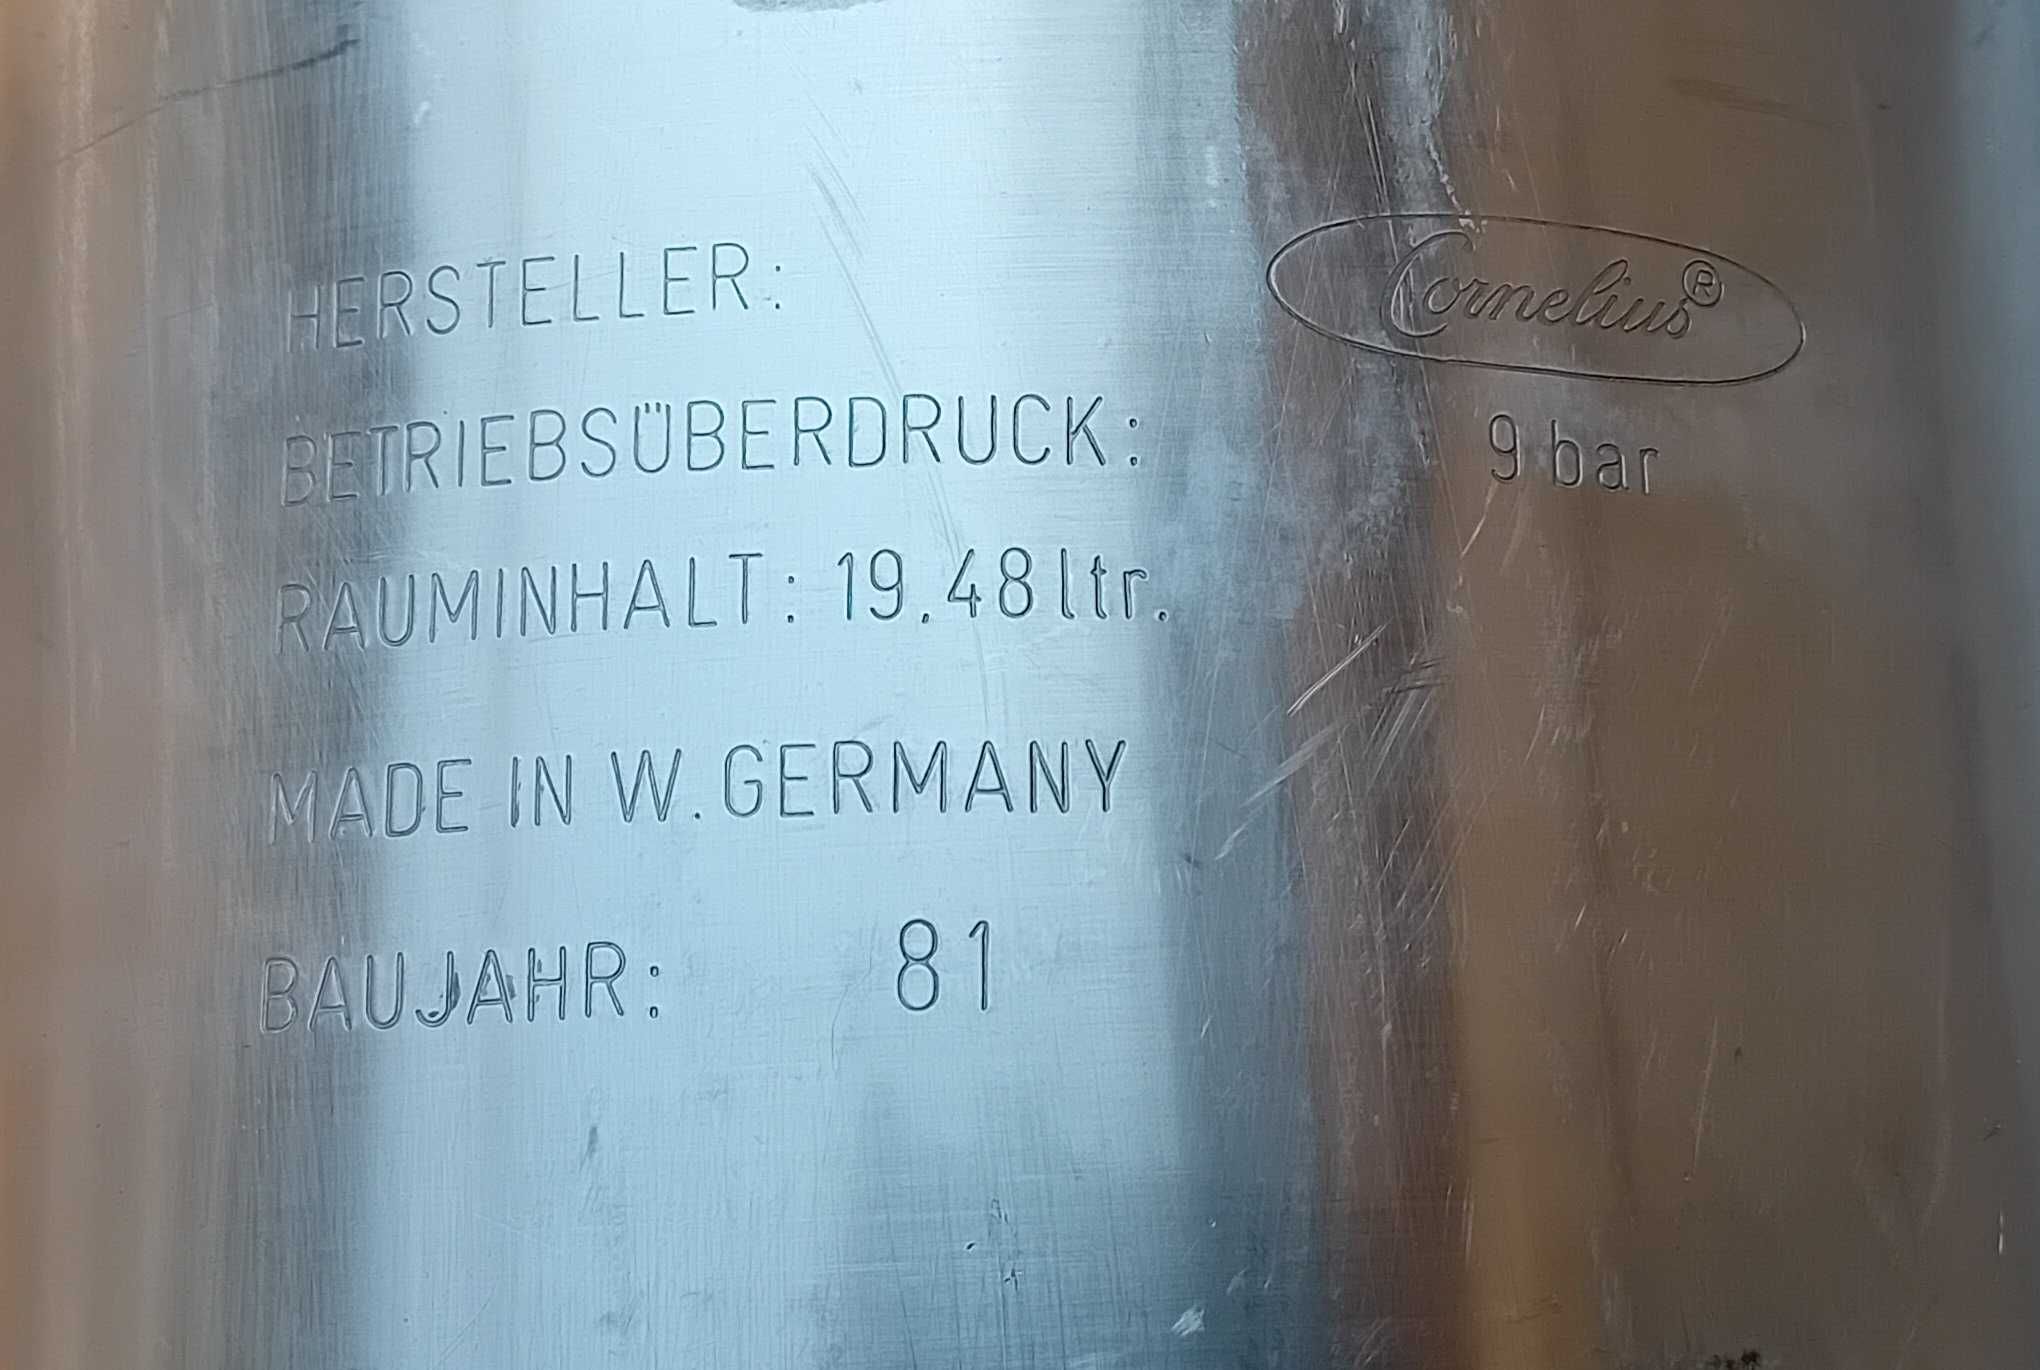 HERSTELLER: Cornelius®
BETRIEBSÜBERDRUCK: 9 bar
RAUMINHALT: 19.48 ltr.
MADE IN W. GERMANY
BAUJAHR: 81